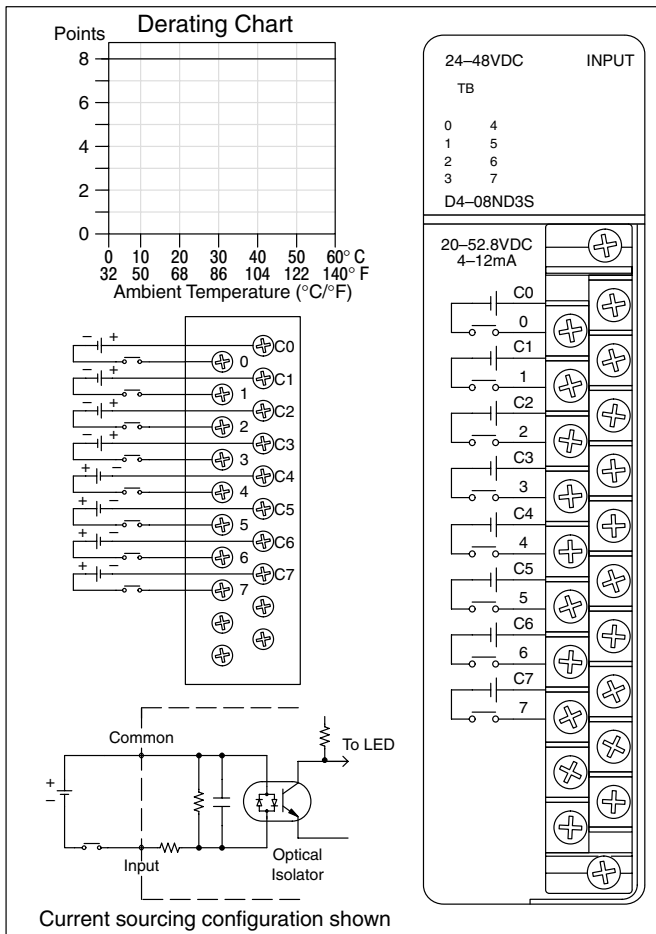 Derating Chart
Points
8
6
4
2
0
0 10 20 30 40 50 60°C
32 50 68 86 104 122 140°F
Ambient Temperature (°C/°F)
− + C0
0
− + C1
1
− + C2
2
− + C3
3
+ − C4
4
+ − C5
5
+ − C6
6
+ − C7
7
Common
To LED
+
−
Input
Optical
Isolator
Current sourcing configuration shown
24–48VDC INPUT
TB
0 4
1 5
2 6
3 7
D4–08ND3S
20–52.8VDC
4–12mA
C0
0
C1
1
C2
2
C3
3
C4
4
C5
5
C6
6
C7
7